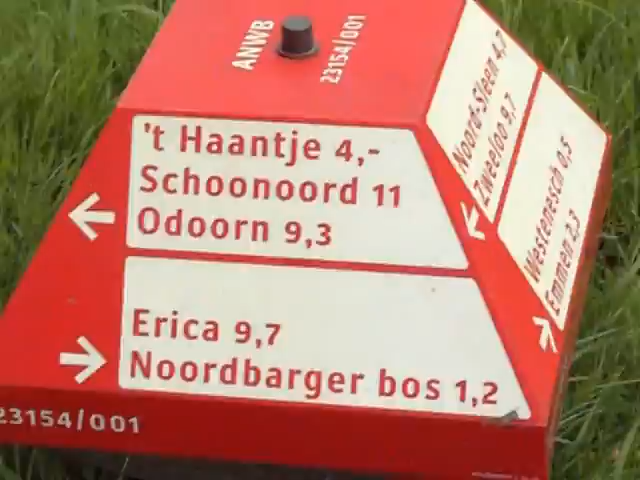 ANWB
23154/001
't Haantje 4,-
Schoonoord 11
Odoorn 9,3
Erica 9,7
Noordbarger bos 1,2
23154/001
Noord-Sleen 4,7
Zweeloo 9,7
Westenesch 0,5
Emmen 2,3